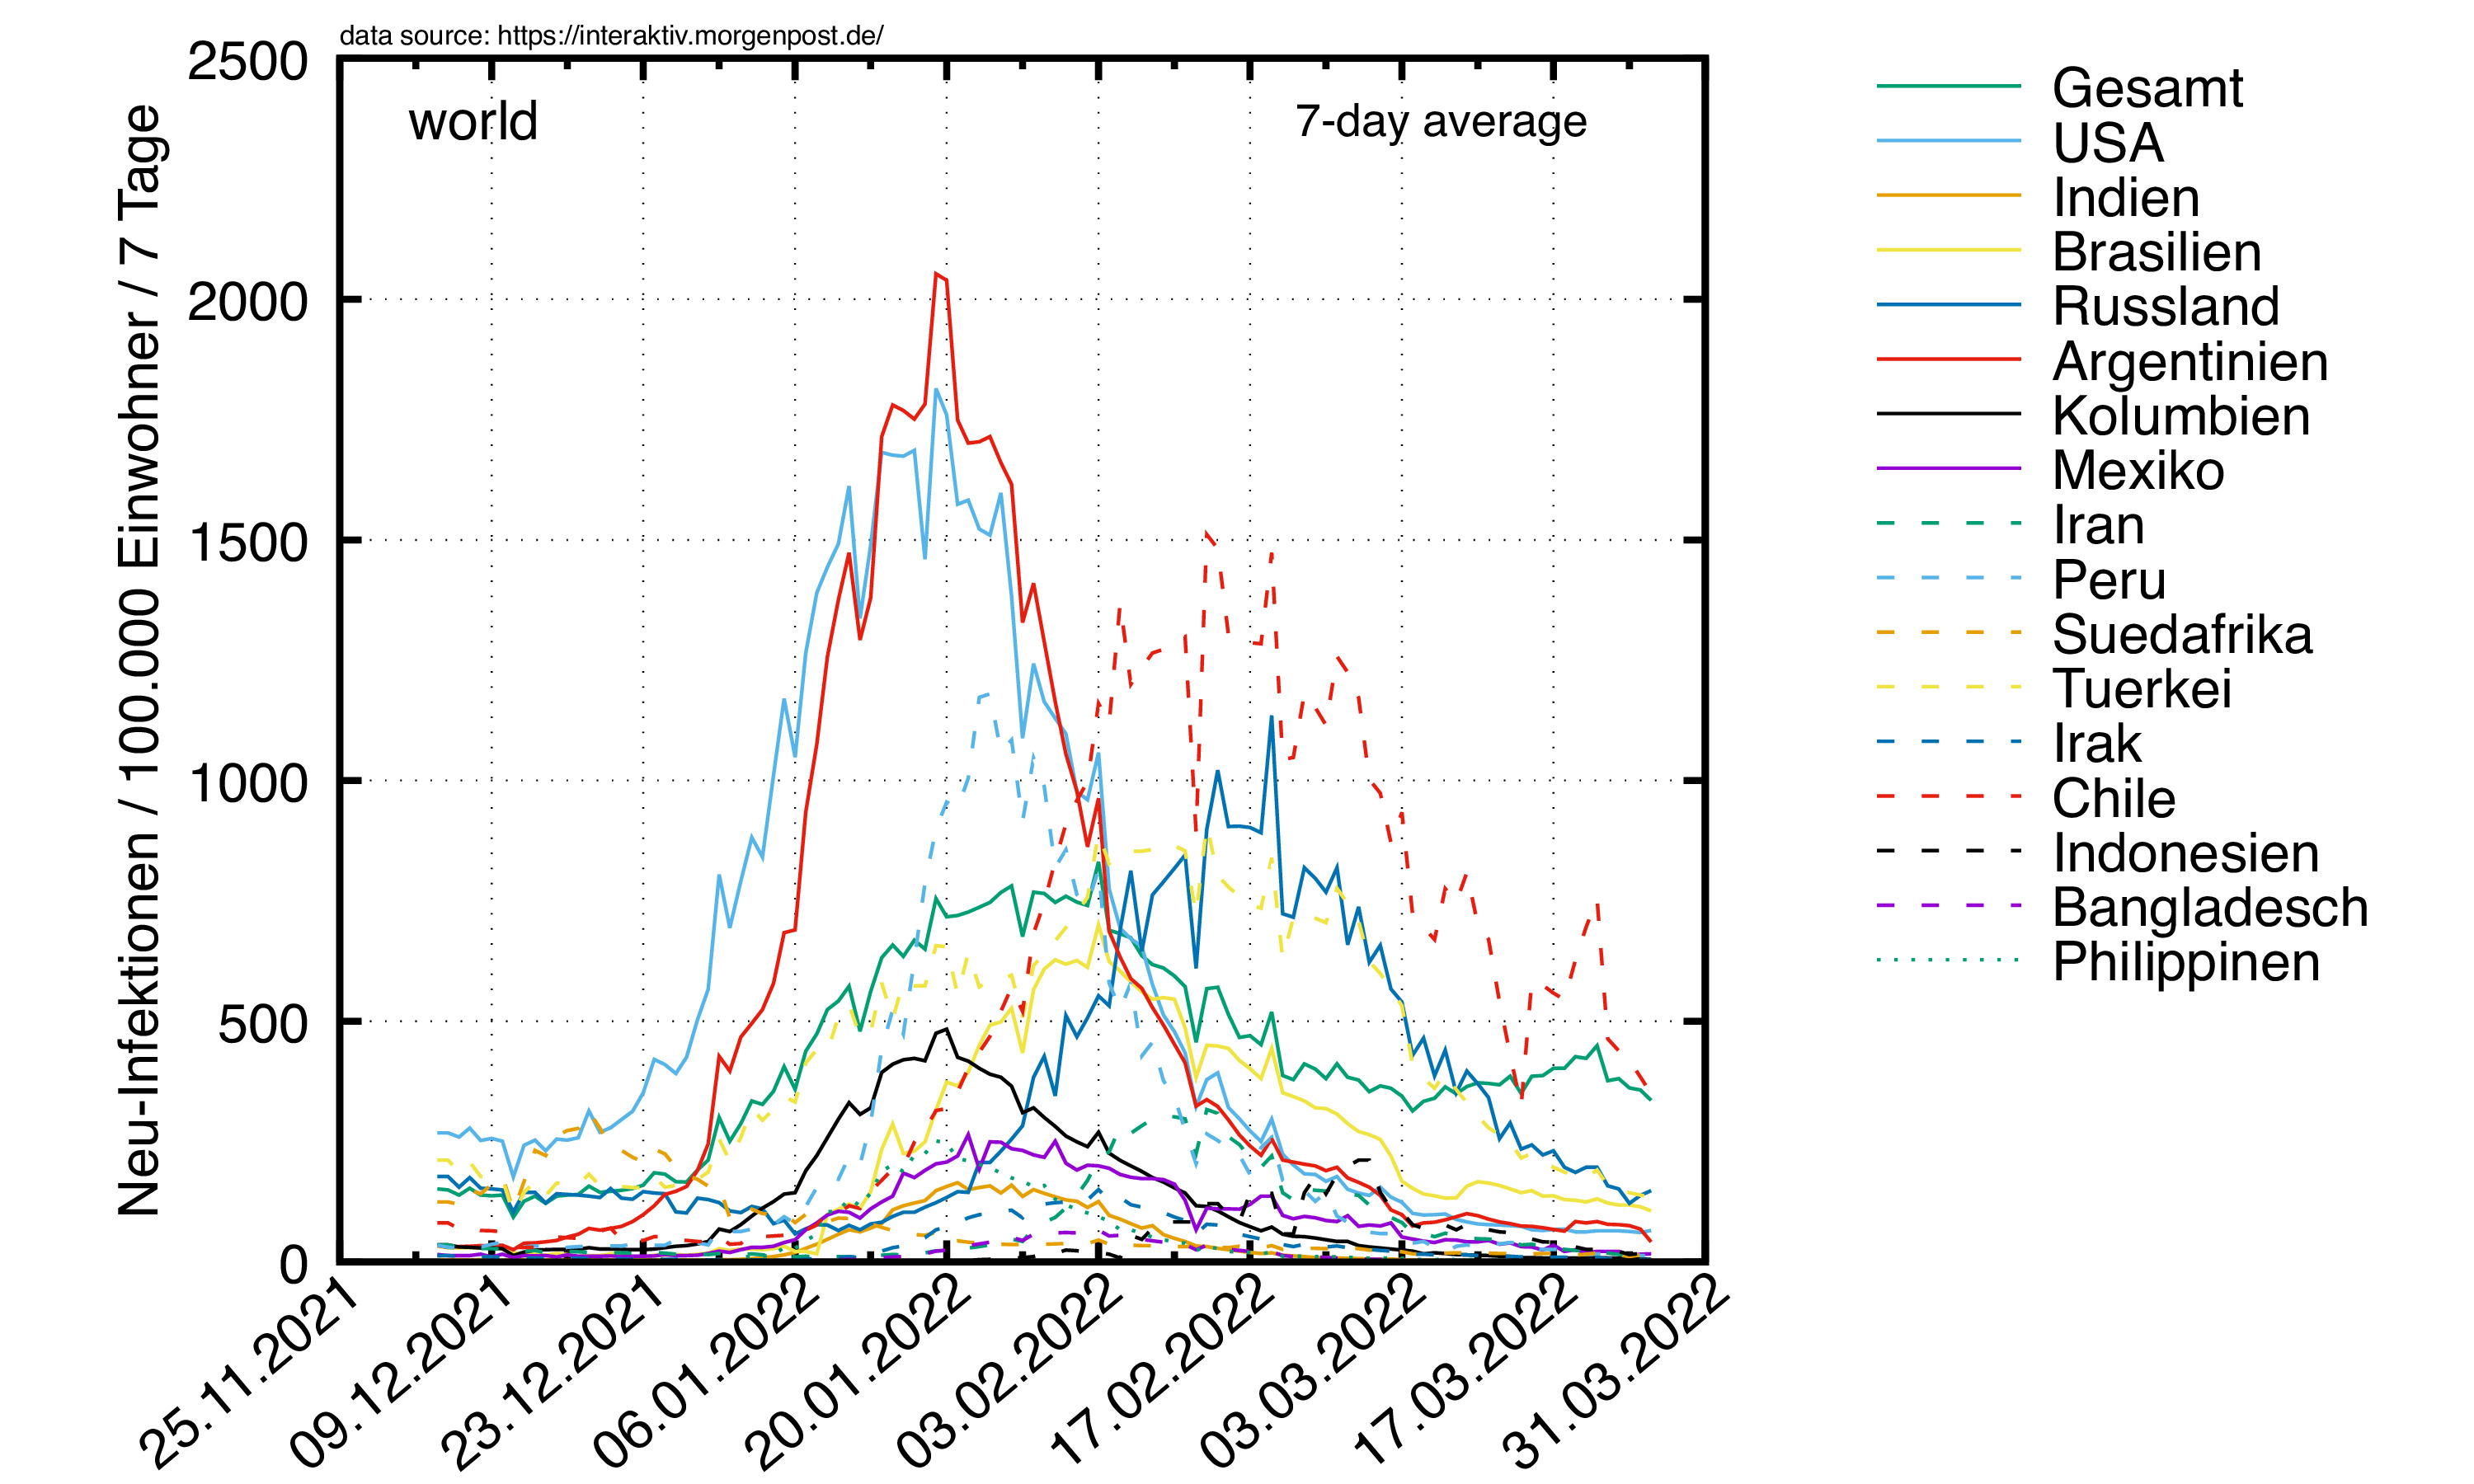 data source: https://interaktiv.morgenpost.de/
world
7-day average
Neu-Infektionen / 100.000 Einwohner / 7 Tage
2500
2000
1500
1000
500
0
25.11.2021
09.12.2021
23.12.2021
06.01.2022
20.01.2022
03.02.2022
17.02.2022
03.03.2022
17.03.2022
31.03.2022
Gesamt
USA
Indien
Brasilien
Russland
Argentinien
Kolumbien
Mexiko
Iran
Peru
Suedafrika
Tuerkei
Irak
Chile
Indonesien
Bangladesch
Philippinen